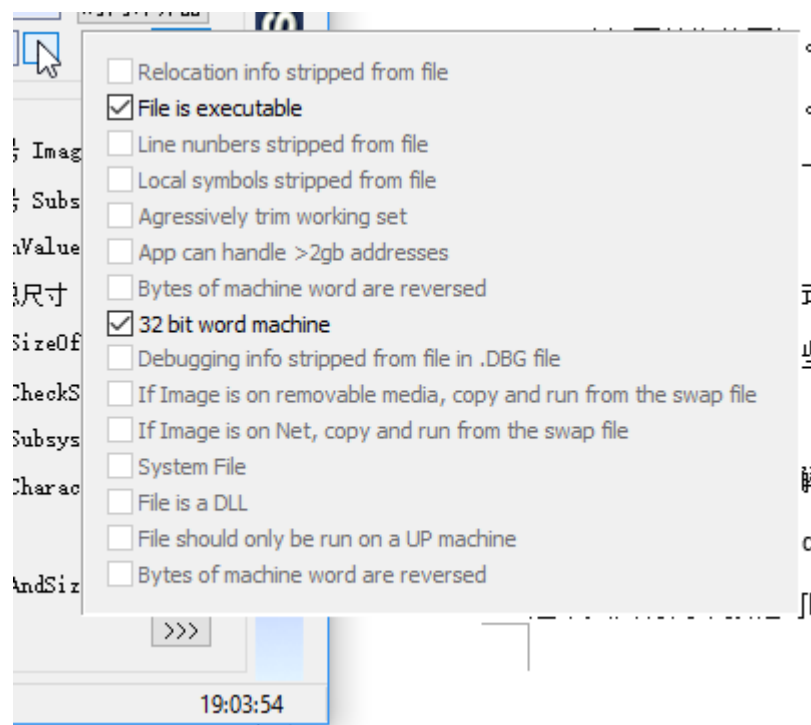 Relocation info stripped from file
File is executable
Line nunbers stripped from file
Local symbols stripped from file
Agressively trim working set
App can handle >2gb addresses
Bytes of machine word are reversed
32 bit word machine
Debugging info stripped from file in .DBG file
If Image is on removable media, copy and run from the swap file
If Image is on Net, copy and run from the swap file
System File
File is a DLL
File should only be run on a UP machine
Bytes of machine word are reversed
Imag
Subs
Value
尺寸
SizeOf
CheckS
Subsys
Charac
AndSiz
>>>
19:03:54